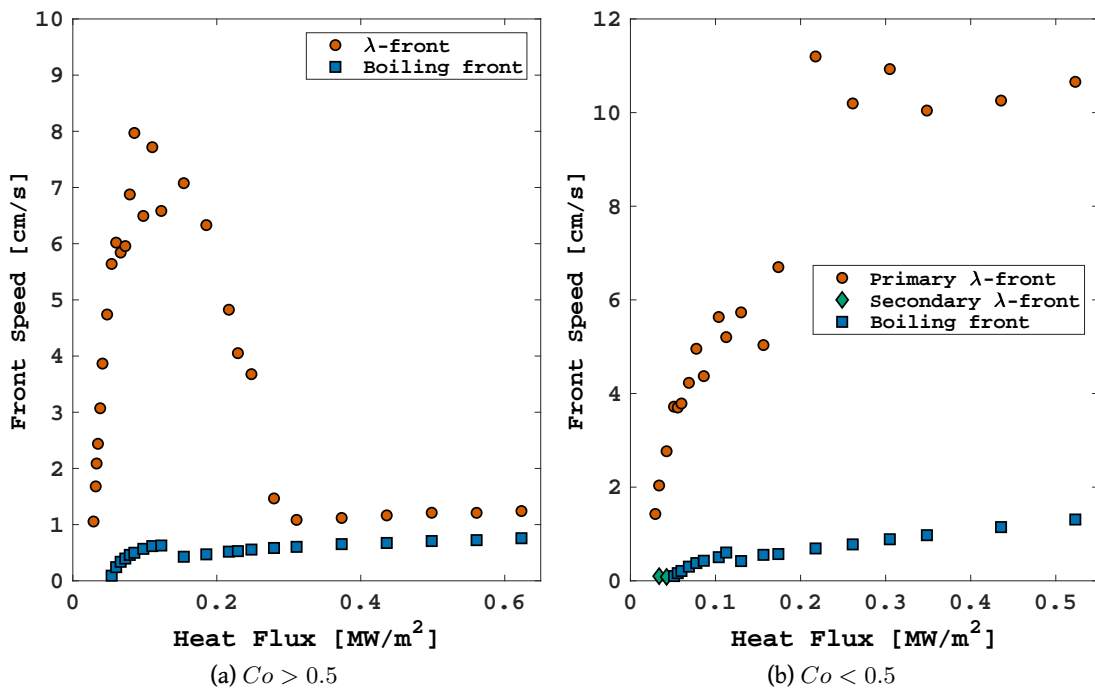 10
9
8
7
6
5
4
3
2
1
0
Front Speed [cm/s]
λ-front
Boiling front
0 0.2 0.4 0.6
Heat Flux [MW/m²]
(a) Co > 0.5
12
10
8
6
4
2
0
Front Speed [cm/s]
Primary λ-front
Secondary λ-front
Boiling front
0 0.1 0.2 0.3 0.4 0.5
Heat Flux [MW/m²]
(b) Co < 0.5